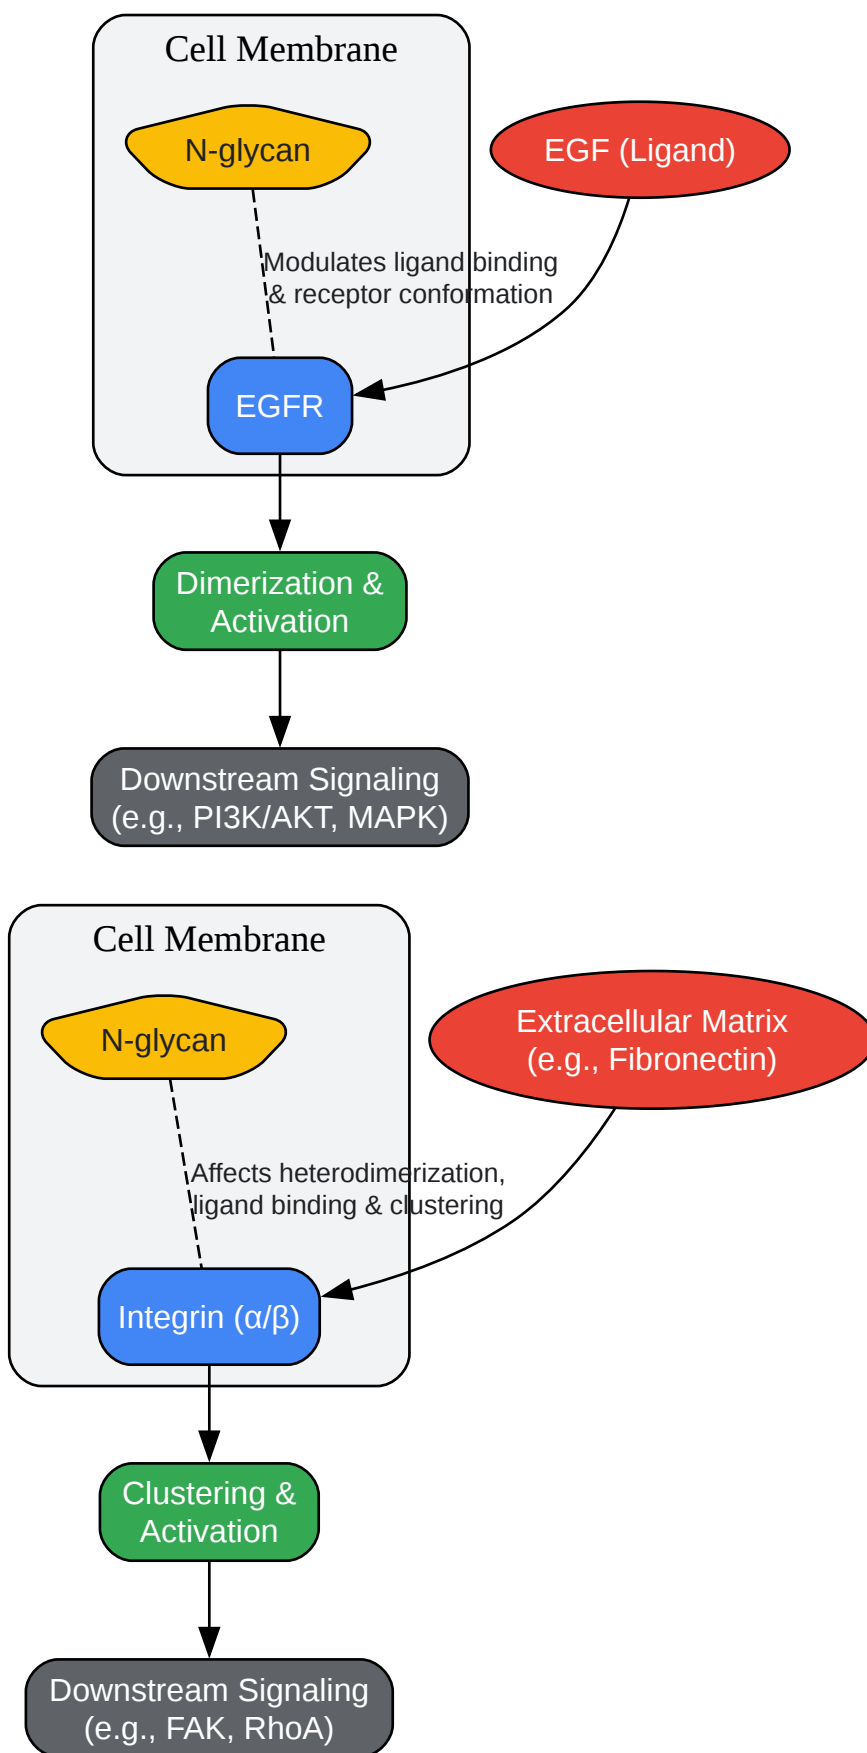 Cell Membrane
N-glycan
EGF (Ligand)
Modulates ligand binding
& receptor conformation
EGFR
Dimerization &
Activation
Downstream Signaling
(e.g., PI3K/AKT, MAPK)
Cell Membrane
N-glycan
Extracellular Matrix
(e.g., Fibronectin)
Affects heterodimerization,
ligand binding & clustering
Integrin (α/β)
Clustering &
Activation
Downstream Signaling
(e.g., FAK, RhoA)